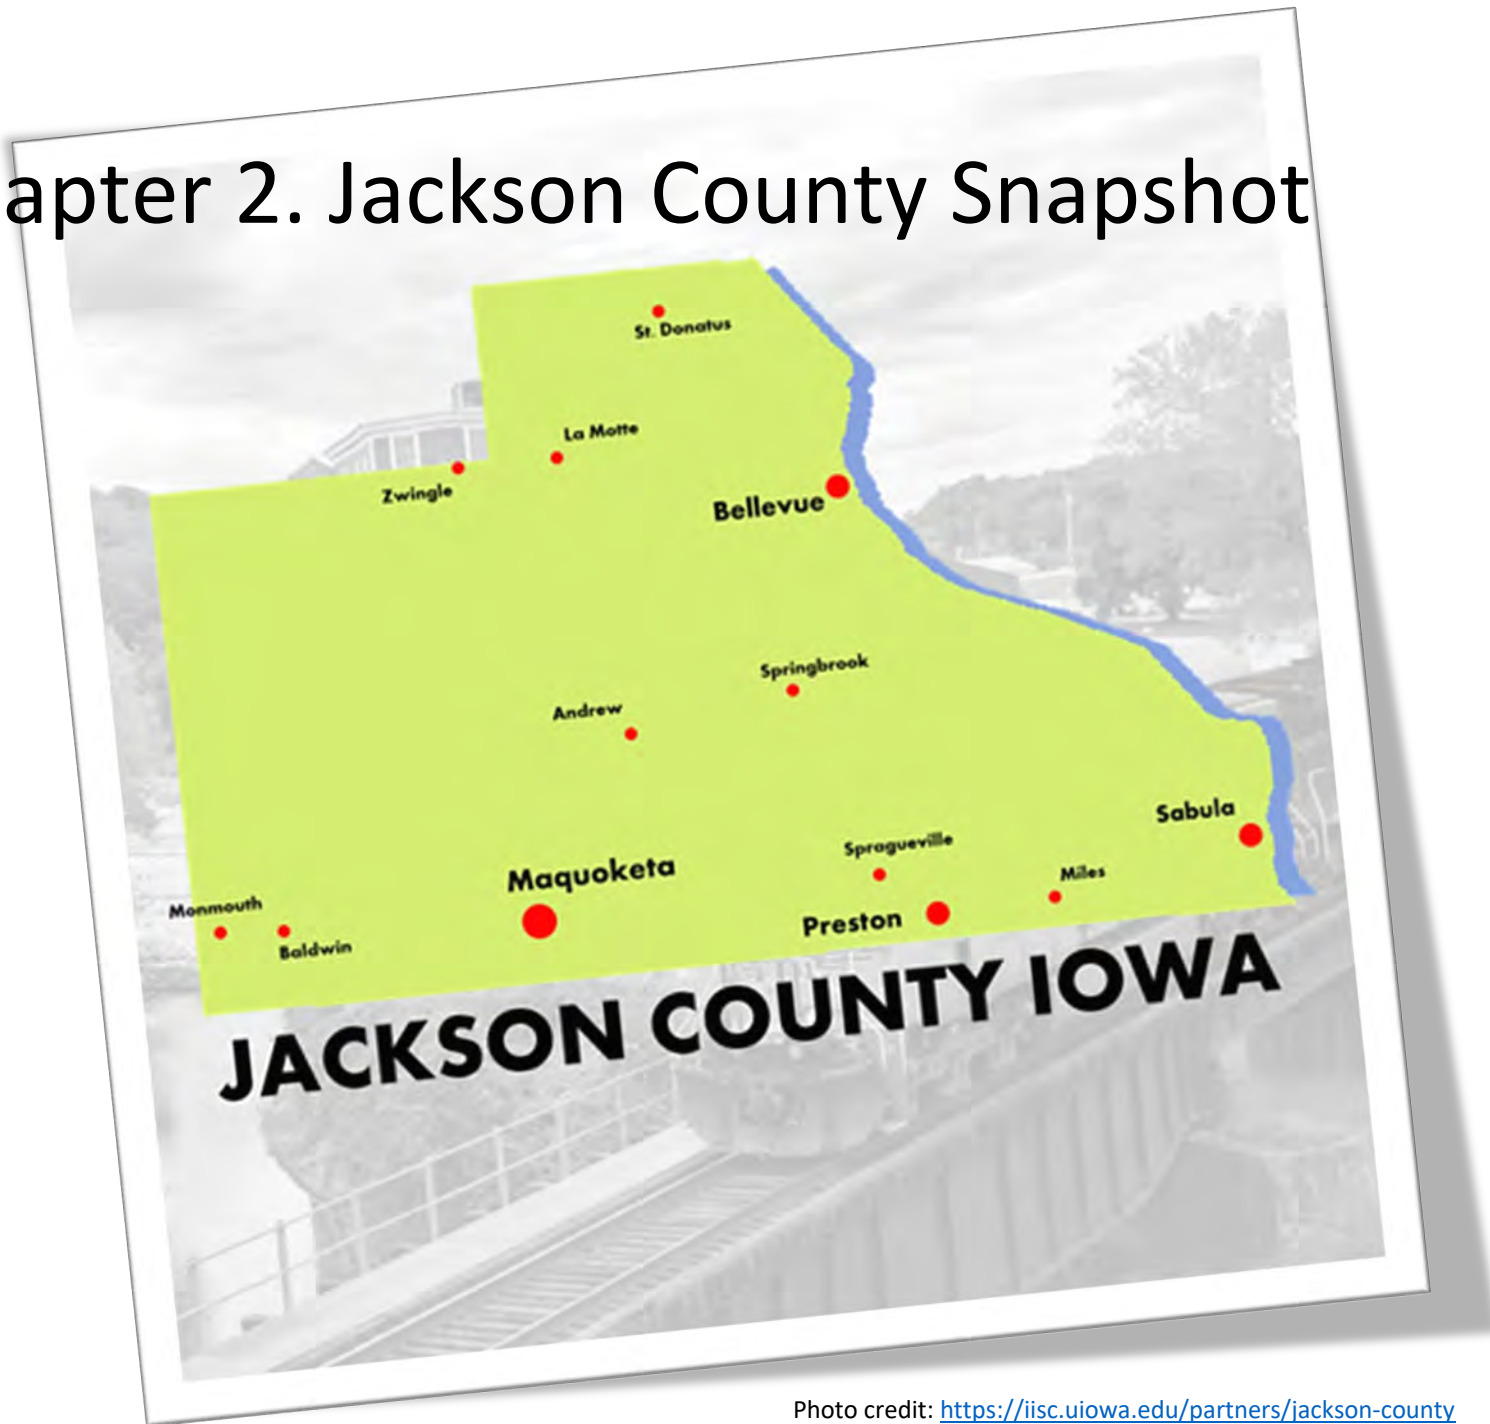 apter 2. Jackson County Snapshot
St. Donatus
La Motte
Zwingle
Bellevue
Springbrook
Andrew
Sabula
Spragueville
Maquoketa
Miles
Monmouth
Preston
Baldwin
JACKSON COUNTY IOWA
Photo credit: https://iisc.uiowa.edu/partners/jackson-county